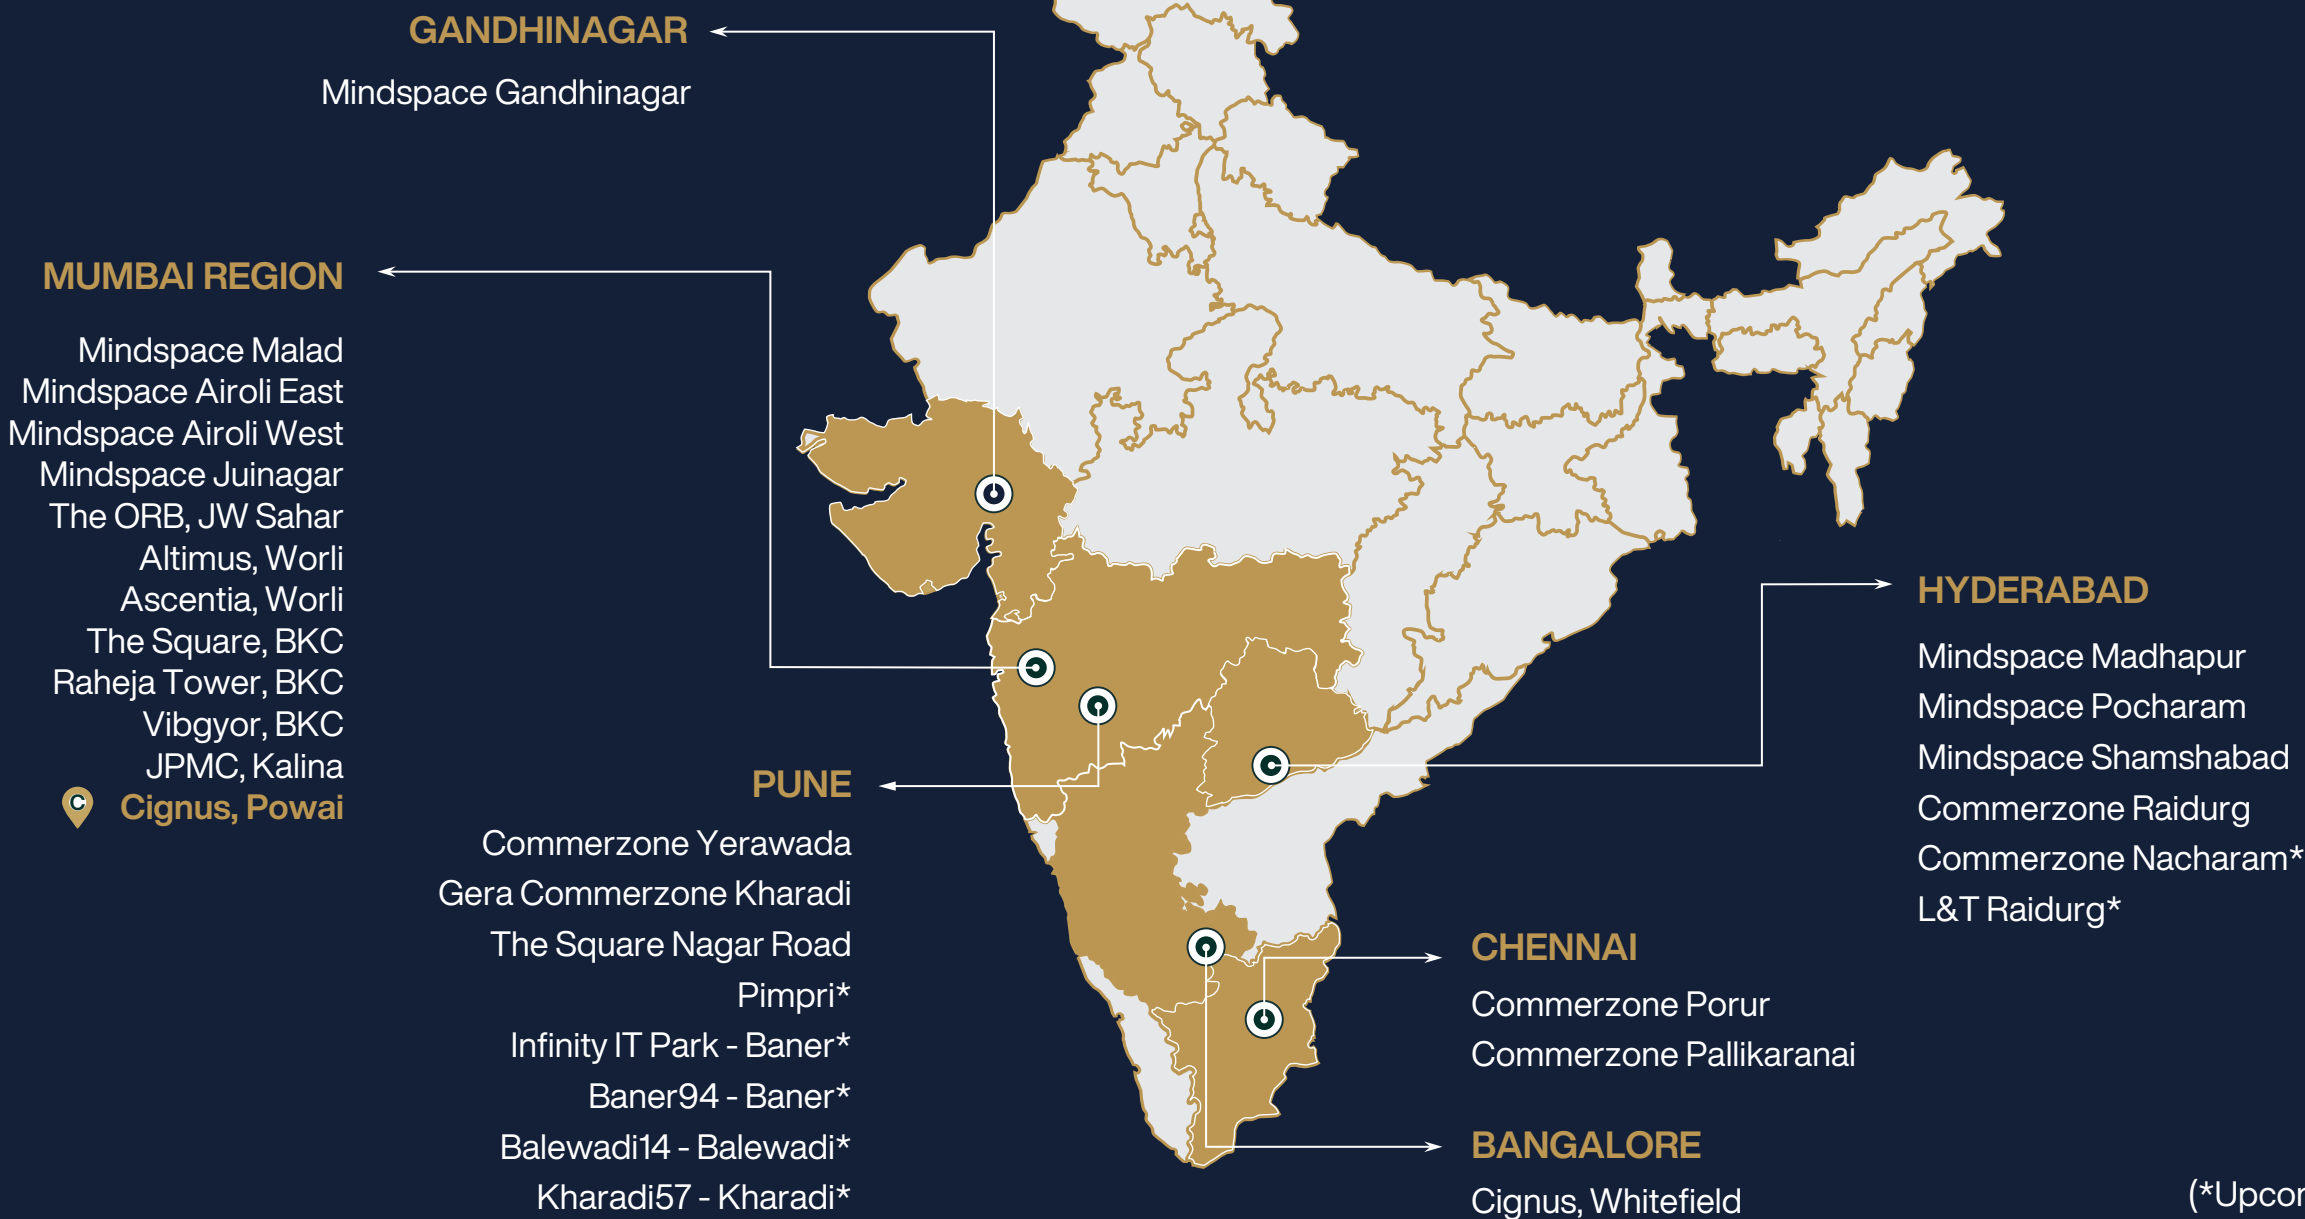 GANDHINAGAR
Mindspace Gandhinagar
MUMBAI REGION
Mindspace Malad
Mindspace Airoli East
Mindspace Airoli West
Mindspace Juinagar
The ORB, JW Sahar
Altimus, Worli
Ascentia, Worli
The Square, BKC
Raheja Tower, BKC
Vibgyor, BKC
JPMC, Kalina
C Cignus, Powai
PUNE
Commerzone Yerawada
Gera Commerzone Kharadi
The Square Nagar Road
Pimpri*
Infinity IT Park - Baner*
Baner94 - Baner*
Balewadi14 - Balewadi*
Kharadi57 - Kharadi*
HYDERABAD
Mindspace Madhapur
Mindspace Pocharam
Mindspace Shamshabad
Commerzone Raidurg
Commerzone Nacharam*
L&T Raidurg*
CHENNAI
Commerzone Porur
Commerzone Pallikaranai
BANGALORE
Cignus, Whitefield